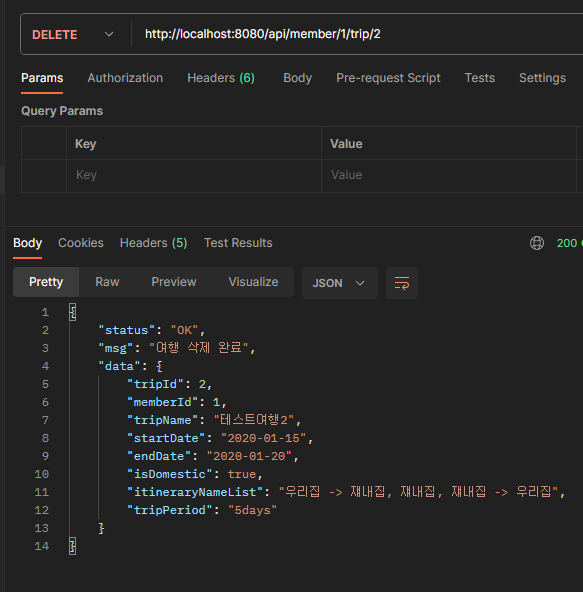 DELETE http://localhost:8080/api/member/1/trip/2
Params Authorization Headers (6) Body Pre-request Script Tests Settings
Query Params
Key Value
Key Value
Body Cookies Headers (5) Test Results 200
Pretty Raw Preview Visualize JSON
1 {
2 "status": "OK",
3 "msg": "여행 삭제 완료",
4 "data": {
5 "tripId": 2,
6 "memberId": 1,
7 "tripName": "테스트여행2",
8 "startDate": "2020-01-15",
9 "endDate": "2020-01-20",
10 "isDomestic": true,
11 "itineraryNameList": "우리집 -> 쟤내집, 쟤내집, 쟤내집 -> 우리집",
12 "tripPeriod": "5days"
13 }
14 }